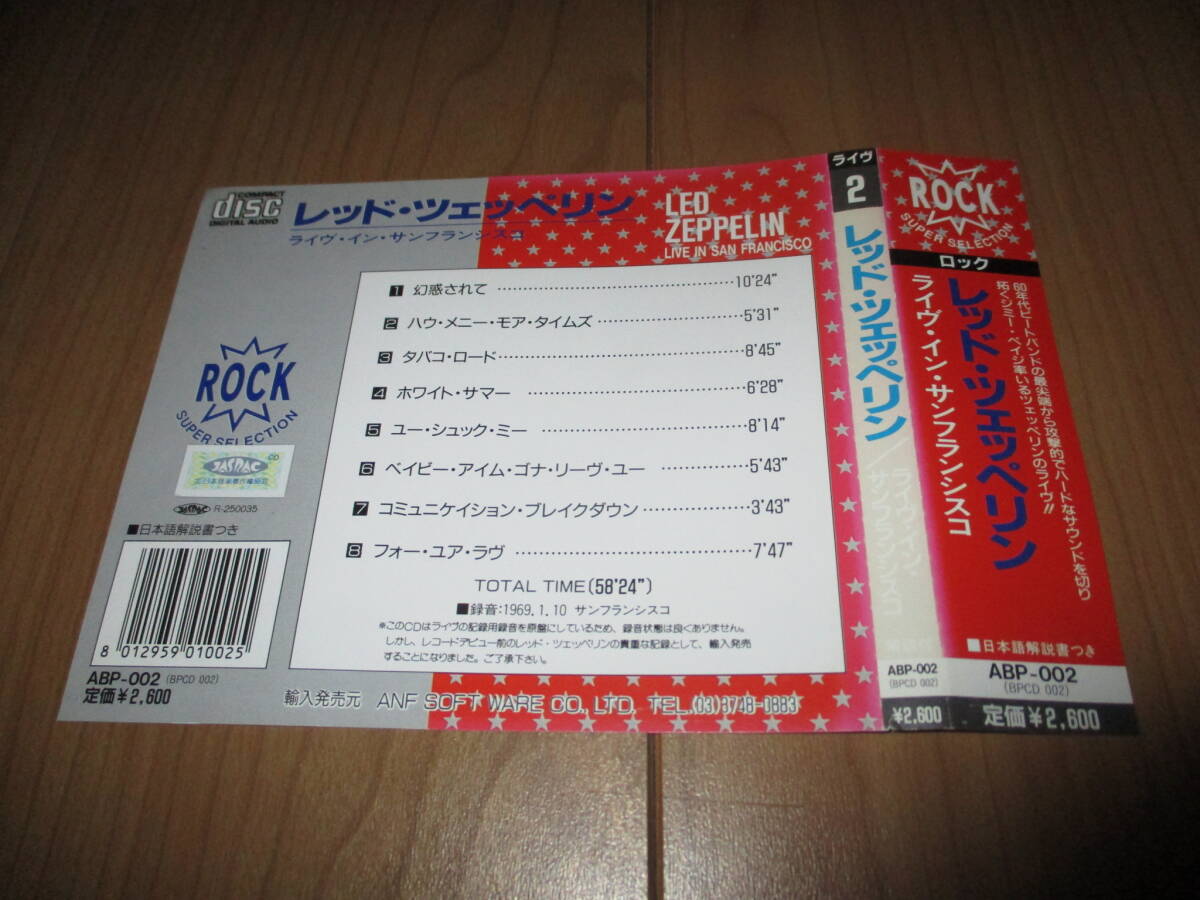 COMPACT
disc
DIGITAL AUDIO
レッド・ツェッペリン
ライヴ・イン・サンフランシスコ
LED
ZEPPELIN
LIVE IN SAN FRANCISCO
1 幻惑されて 10'24"
2 ハウ・メニー・モア・タイムズ 5'31"
3 タバコ・ロード 8'45"
4 ホワイト・サマー 6'28"
5 ユー・シュック・ミー 8'14"
6 ベイビー・アイム・ゴナ・リーヴ・ユー 5'43"
7 コミュニケイション・ブレイクダウン 3'43"
8 フォー・ユア・ラヴ 7'47"
TOTAL TIME(58'24")
■録音:1969.1.10 サンフランシスコ
※このCDはライヴの記録用録音を原盤にしているため、録音状態は良くありません。
しかし、レコードデビュー前のレッド・ツェッペリンの貴重な記録として、輸入発売
することになりました。ご了承下さい。
ROCK
SUPER SELECTION
JASRAC
CD
JASRAC R-250035
■日本語解説書つき
8 012959 010025
ABP-002 (BPCD 002)
定価¥2,600
輸入発売元 ANF SOFT WARE CO., LTD. TEL.(03)3748-0883
ライヴ
2
レッド・ツェッペリン
ライヴ・イン・
サンフランシスコ
ABP-002
(BPCD 002)
¥2,600
ROCK
SUPER SELECTION
ロック
60年代ビートバンドの最尖端から攻撃的でハードなサウンドを切り
拓くジミー・ペイジ率いるツェッペリンのライヴ!!
レッド・ツェッペリン
ライヴ・イン・サンフランシスコ
■日本語解説書つき
ABP-002
(BPCD 002)
定価¥2,600